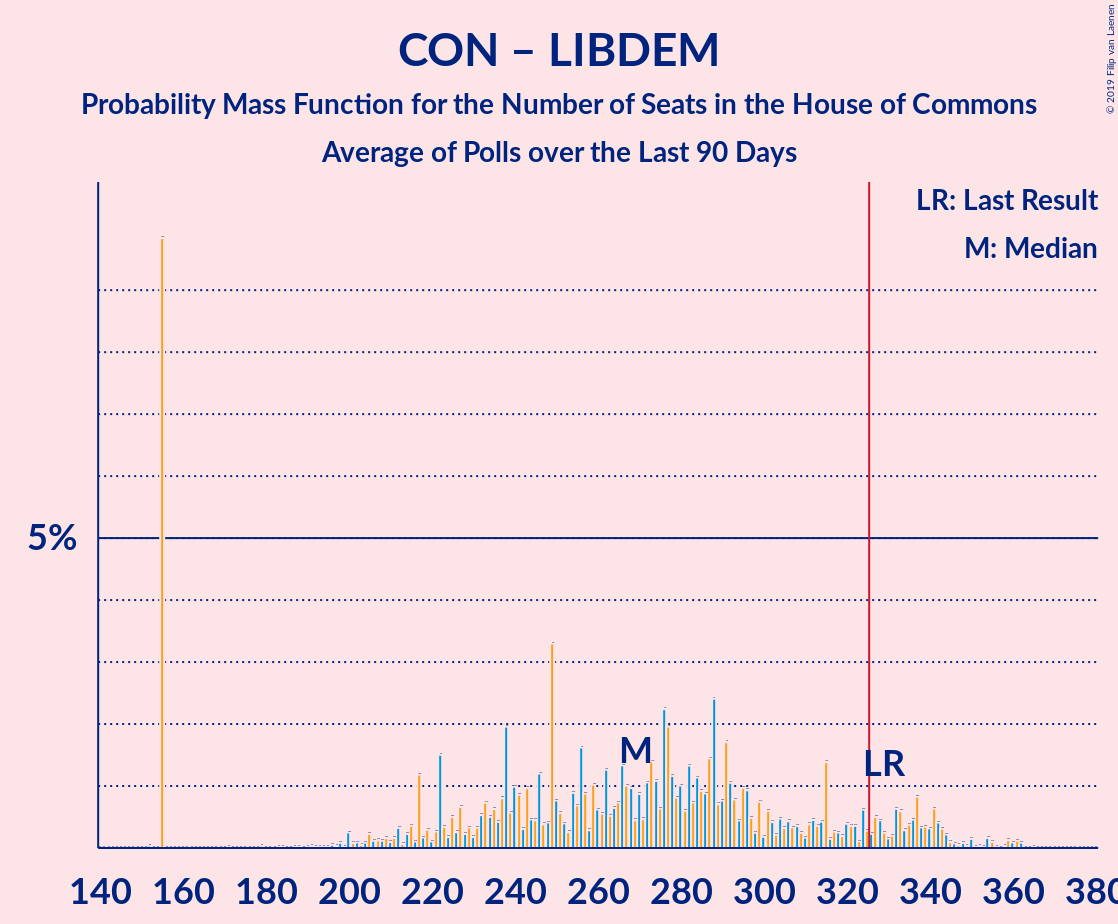 CON – LIBDEM
Probability Mass Function for the Number of Seats in the House of Commons
Average of Polls over the Last 90 Days
© 2019 Filip van Laenen
LR: Last Result
M: Median
5%
M
LR
140 160 180 200 220 240 260 280 300 320 340 360 380